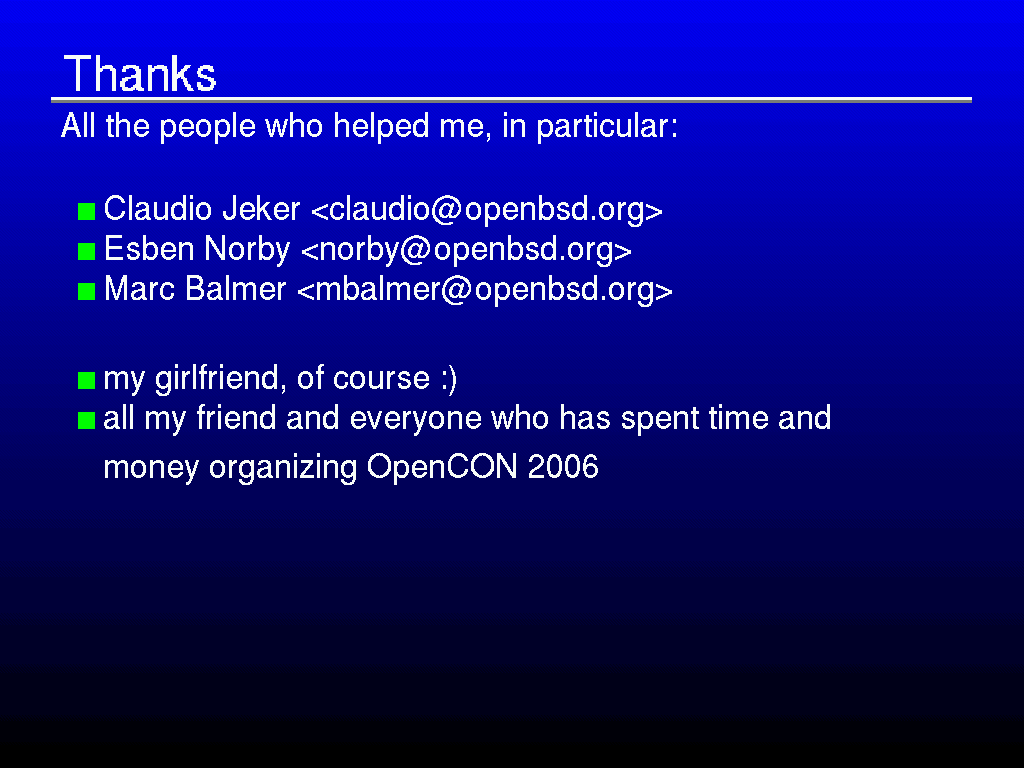 Thanks
All the people who helped me, in particular:
Claudio Jeker <claudio@openbsd.org>
Esben Norby <norby@openbsd.org>
Marc Balmer <mbalmer@openbsd.org>
my girlfriend, of course :)
all my friend and everyone who has spent time and
money organizing OpenCON 2006